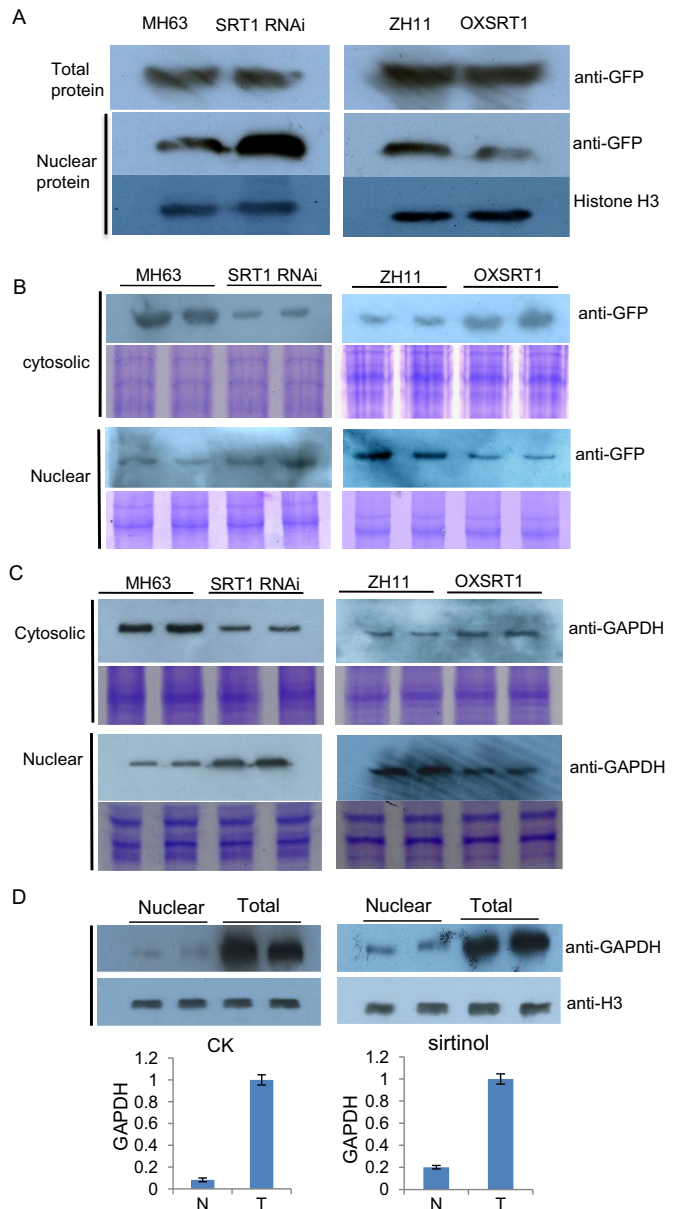 A
MH63 SRT1 RNAi ZH11 OXSRT1
Total
protein
anti-GFP
Nuclear
protein
anti-GFP
Histone H3
B
MH63 SRT1 RNAi ZH11 OXSRT1
anti-GFP
cytosolic
anti-GFP
Nuclear
C
MH63 SRT1 RNAi ZH11 OXSRT1
Cytosolic anti-GAPDH
Nuclear anti-GAPDH
D
Nuclear Total Nuclear Total
anti-GAPDH
anti-H3
CK
GAPDH
1.2
1
0.8
0.6
0.4
0.2
0
N T
sirtinol
GAPDH
1.2
1
0.8
0.6
0.4
0.2
0
N T